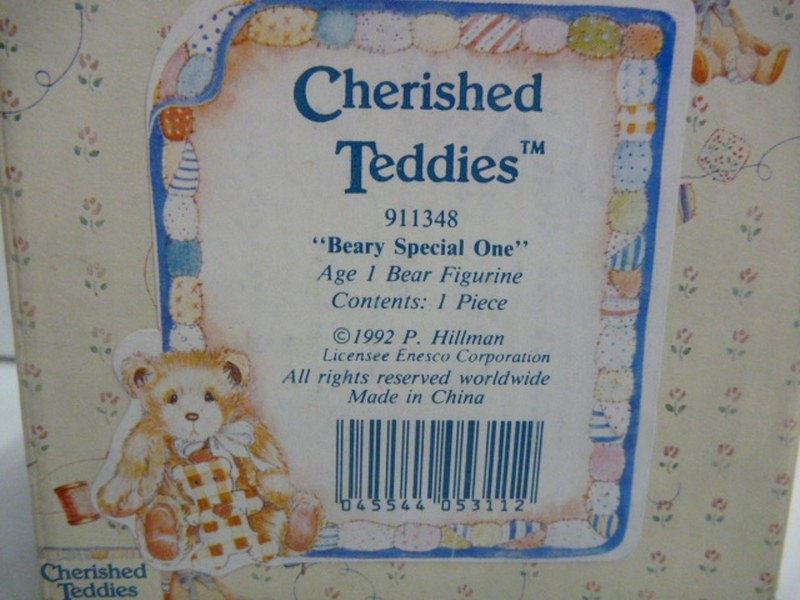 Cherished
Teddies™
911348
"Beary Special One"
Age 1 Bear Figurine
Contents: 1 Piece
©1992 P. Hillman
Licensee Enesco Corporation
All rights reserved worldwide
Made in China
045544 053112
Cherished
Teddies